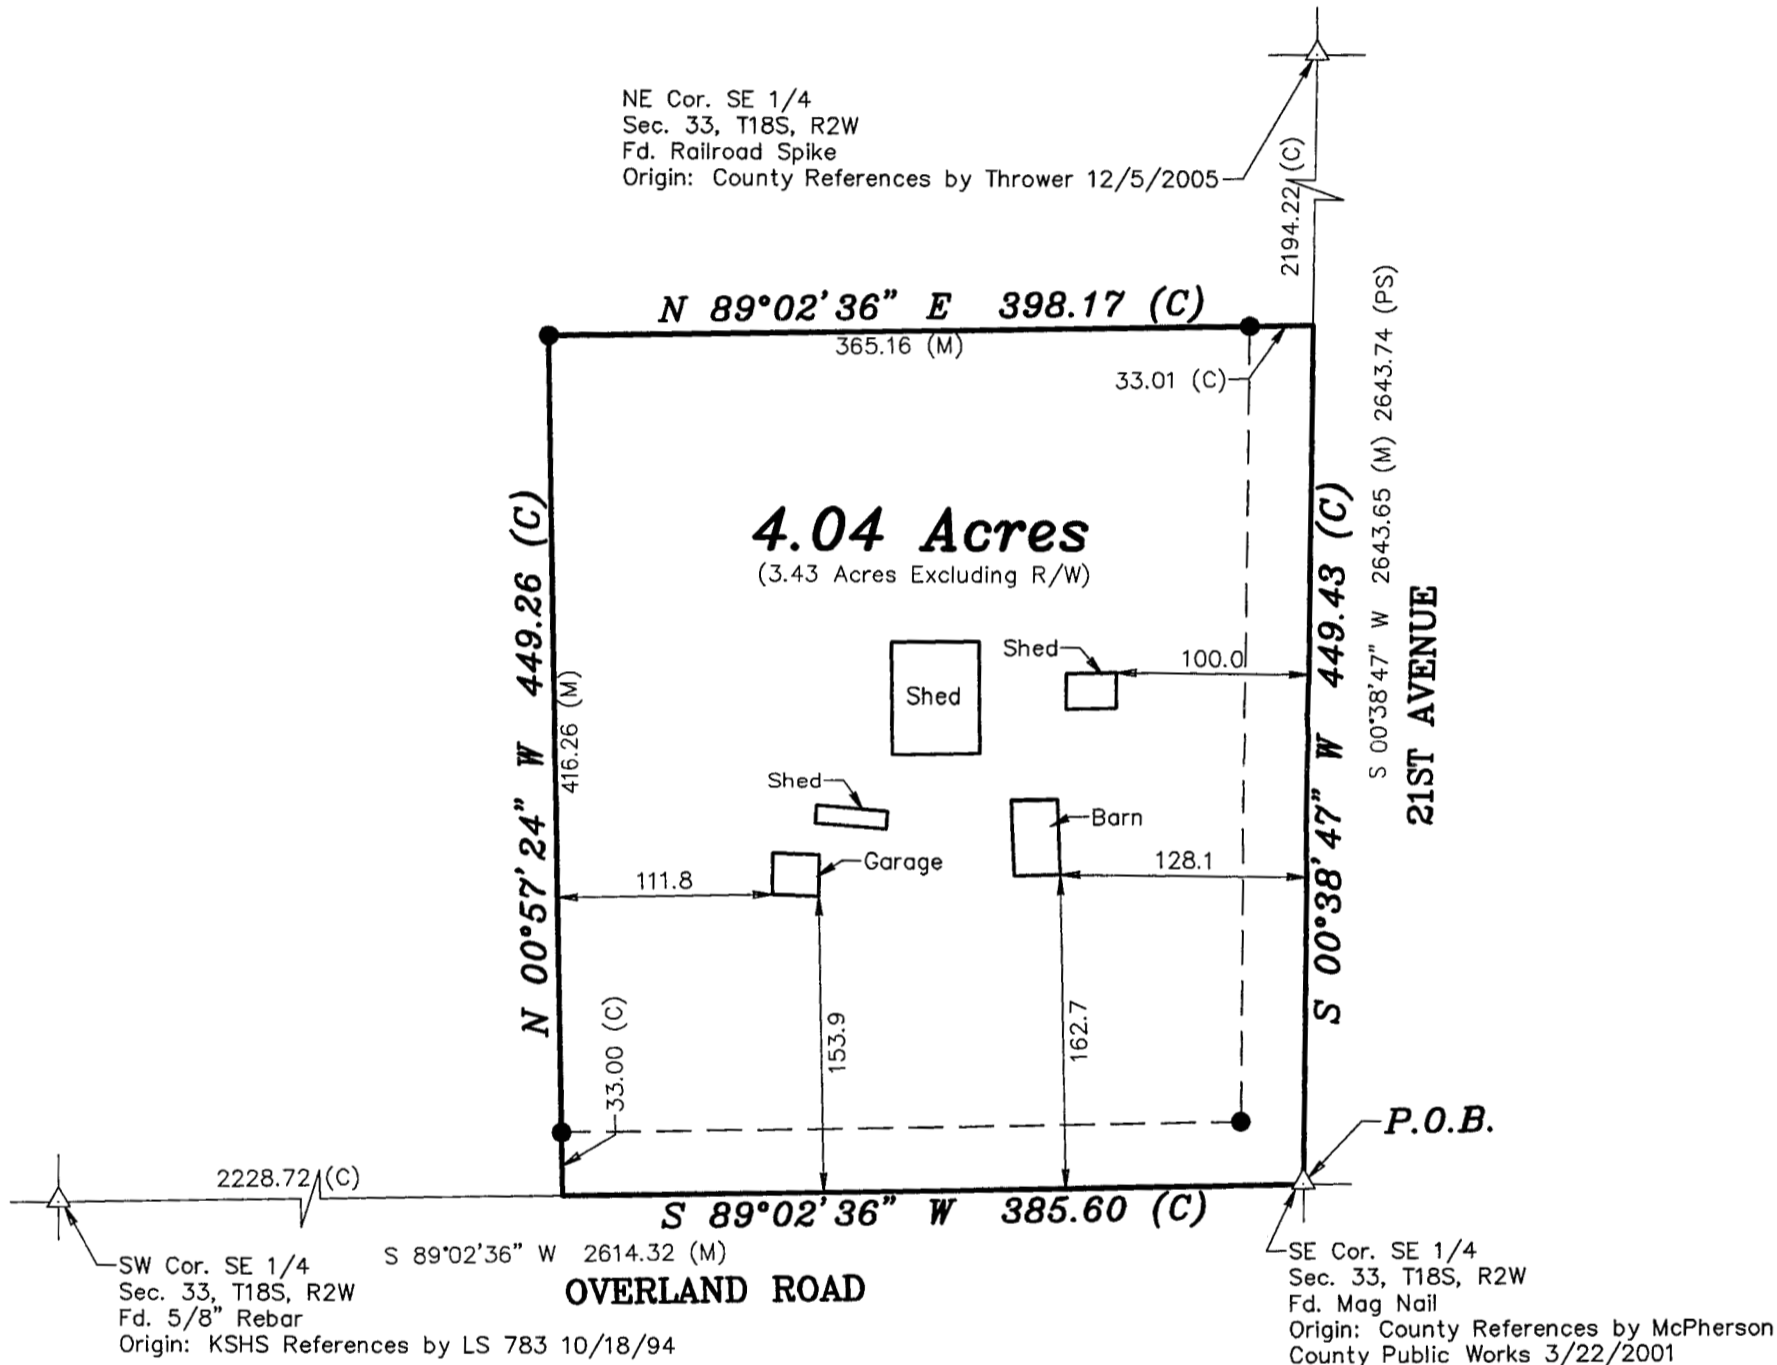 NE Cor. SE 1/4
Sec. 33, T18S, R2W
Fd. Railroad Spike
Origin: County References by Thrower 12/5/2005
2194.22 (C)
N 89°02'36" E 398.17 (C)
365.16 (M)
33.01 (C)
S 00°38'47" W 2643.65 (M) 2643.74 (PS)
N 00°57'24" W 449.26 (C)
416.26 (M)
4.04 Acres
(3.43 Acres Excluding R/W)
S 00°38'47" W 449.43 (C)
21ST AVENUE
Shed
100.0
Shed
Shed
Barn
Garage
128.1
111.8
33.00 (C)
153.9
162.7
P.O.B.
2228.72 (C)
S 89°02'36" W 385.60 (C)
S 89°02'36" W 2614.32 (M)
OVERLAND ROAD
SW Cor. SE 1/4
Sec. 33, T18S, R2W
Fd. 5/8" Rebar
Origin: KSHS References by LS 783 10/18/94
SE Cor. SE 1/4
Sec. 33, T18S, R2W
Fd. Mag Nail
Origin: County References by McPherson
County Public Works 3/22/2001